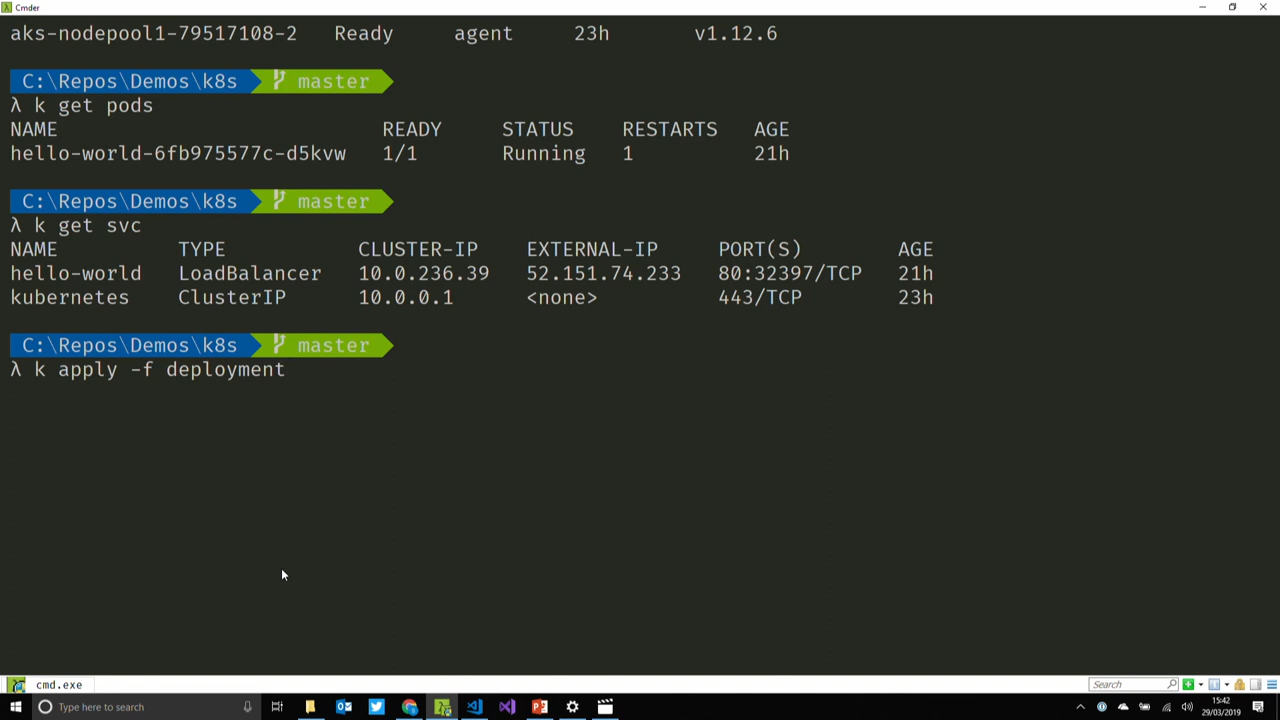 Cmder
aks-nodepool1-79517108-2 Ready agent 23h v1.12.6
C:\Repos\Demos\k8s master
λ k get pods
NAME READY STATUS RESTARTS AGE
hello-world-6fb975577c-d5kvw 1/1 Running 1 21h
C:\Repos\Demos\k8s master
λ k get svc
NAME TYPE CLUSTER-IP EXTERNAL-IP PORT(S) AGE
hello-world LoadBalancer 10.0.236.39 52.151.74.233 80:32397/TCP 21h
kubernetes ClusterIP 10.0.0.1 <none> 443/TCP 23h
C:\Repos\Demos\k8s master
λ k apply -f deployment
cmd.exe
Search
Type here to search
15:42
29/03/2019